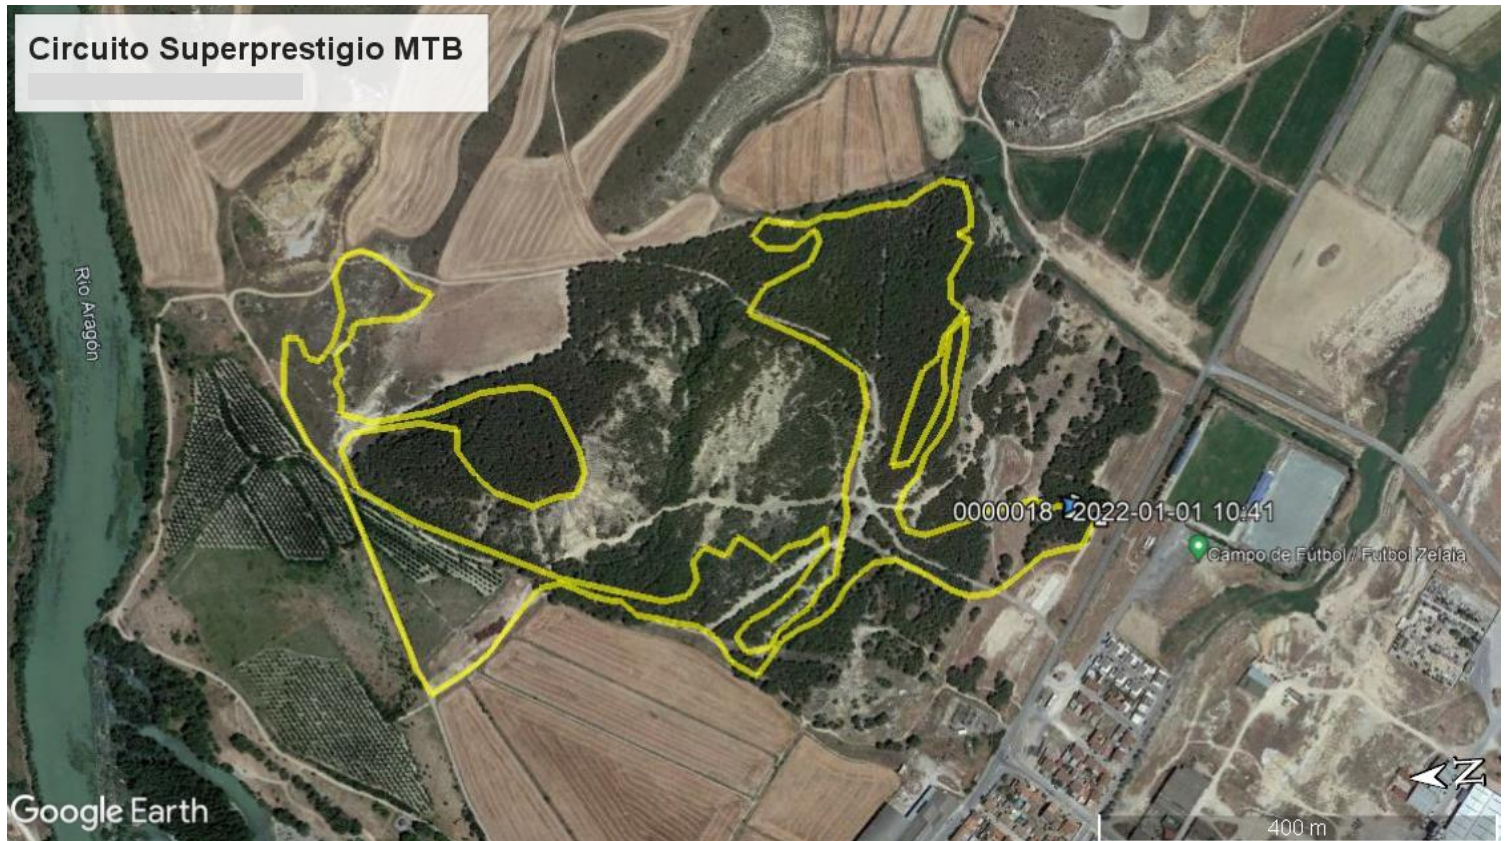 Circuito Superprestigio MTB
Río Aragón
0000018 2022-01-01 10:41
Campo de Fútbol / Futbol Zelaia
N
Google Earth
400 m